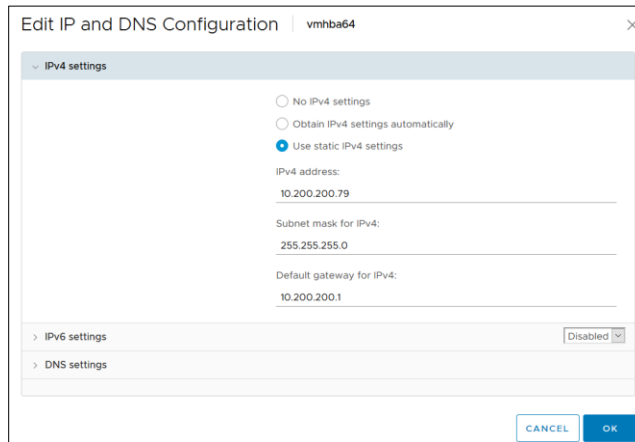 Edit IP and DNS Configuration vmhba64
IPv4 settings
No IPv4 settings
Obtain IPv4 settings automatically
Use static IPv4 settings
IPv4 address:
10.200.200.79
Subnet mask for IPv4:
255.255.255.0
Default gateway for IPv4:
10.200.200.1
IPv6 settings Disabled
DNS settings
CANCEL OK